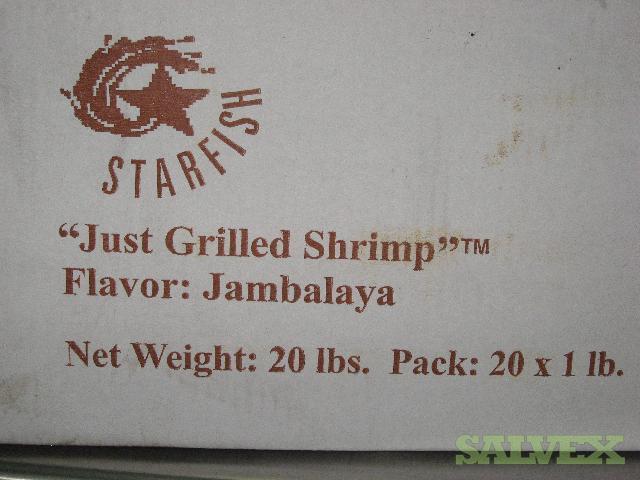 STARFISH
“Just Grilled Shrimp”™
Flavor: Jambalaya
Net Weight: 20 lbs. Pack: 20 x 1 lb.
SALVEX